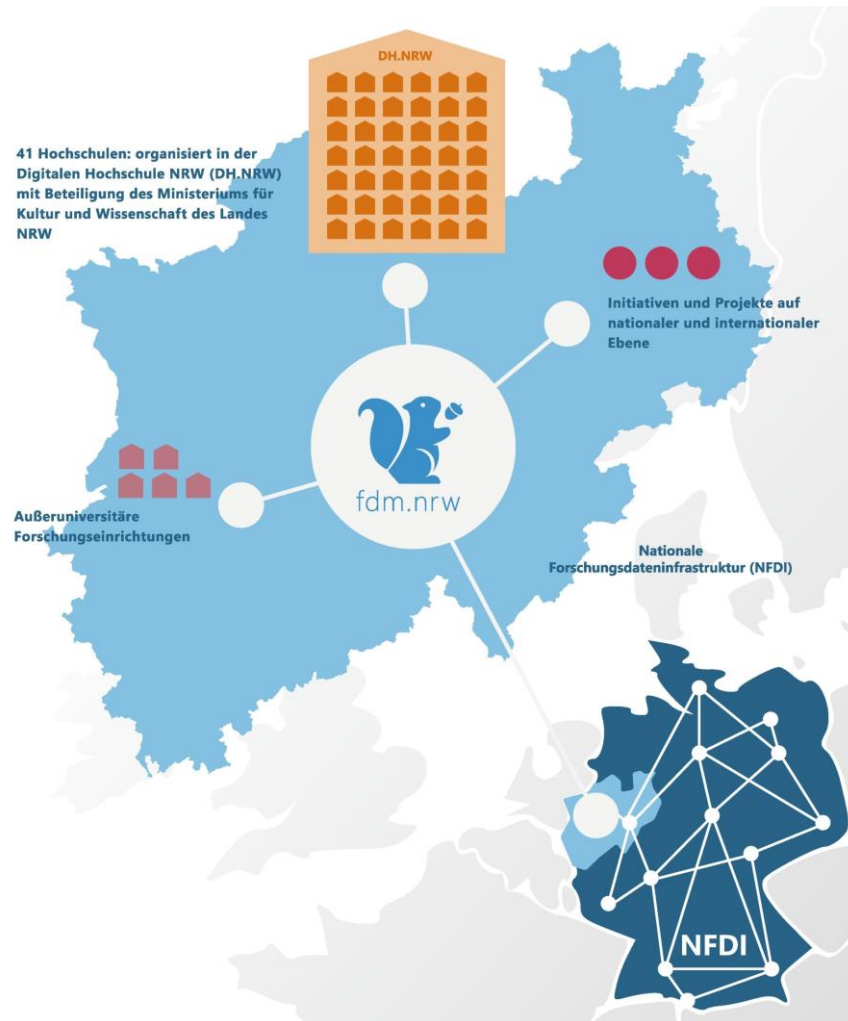 DH.NRW
41 Hochschulen: organisiert in der
Digitalen Hochschule NRW (DH.NRW)
mit Beteiligung des Ministeriums für
Kultur und Wissenschaft des Landes
NRW
Initiativen und Projekte auf
nationaler und internationaler
Ebene
fdm.nrw
Außeruniversitäre
Forschungseinrichtungen
Nationale
Forschungsdateninfrastruktur (NFDI)
NFDI